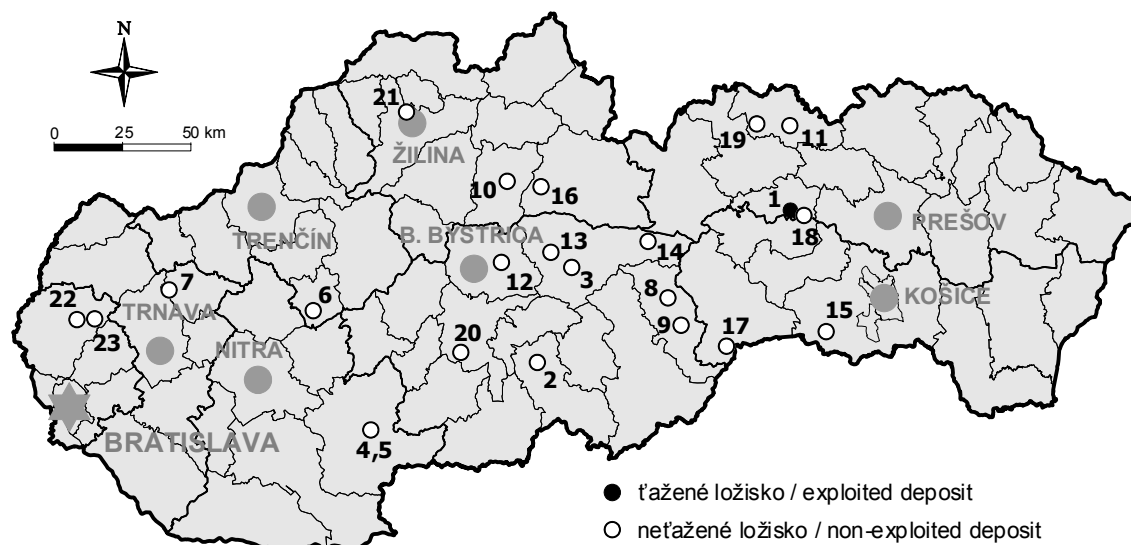 N
0 25 50 km
21
ŽILINA
19
11
10
16
1
18
PREŠOV
TRENČÍN
B. BYSTRICA
13
14
3
12
7
22
TRNAVA
6
8
KOŠICE
23
NITRA
20
9
17
15
2
BRATISLAVA
4,5
ťažené ložisko / exploited deposit
neťažené ložisko / non-exploited deposit